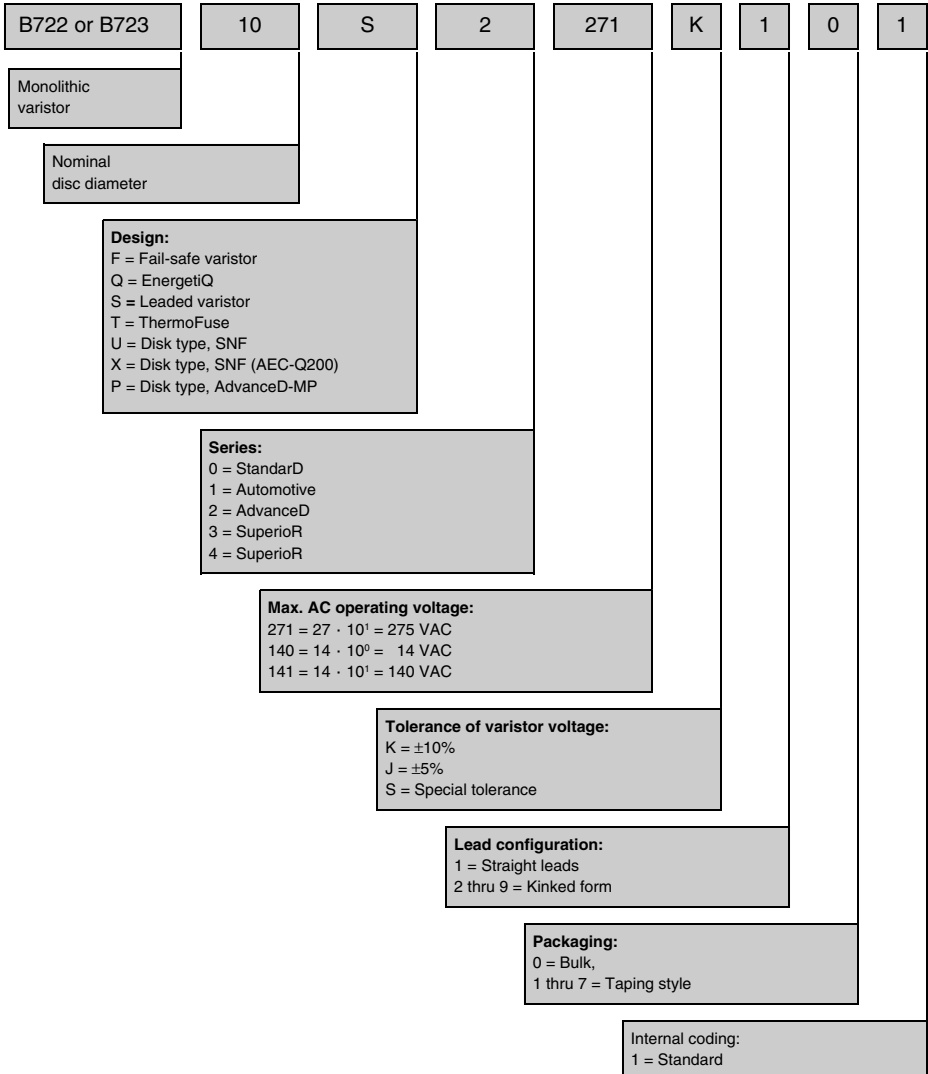 B722 or B723 10 S 2 271 K 1 0 1
Monolithic
varistor
Nominal
disc diameter
Design:
F = Fail-safe varistor
Q = EnergetiQ
S = Leaded varistor
T = ThermoFuse
U = Disk type, SNF
X = Disk type, SNF (AEC-Q200)
P = Disk type, AdvanceD-MP
Series:
0 = StandarD
1 = Automotive
2 = AdvanceD
3 = SuperioR
4 = SuperioR
Max. AC operating voltage:
271 = 27 · 10¹ = 275 VAC
140 = 14 · 10⁰ = 14 VAC
141 = 14 · 10¹ = 140 VAC
Tolerance of varistor voltage:
K = ±10%
J = ±5%
S = Special tolerance
Lead configuration:
1 = Straight leads
2 thru 9 = Kinked form
Packaging:
0 = Bulk,
1 thru 7 = Taping style
Internal coding:
1 = Standard